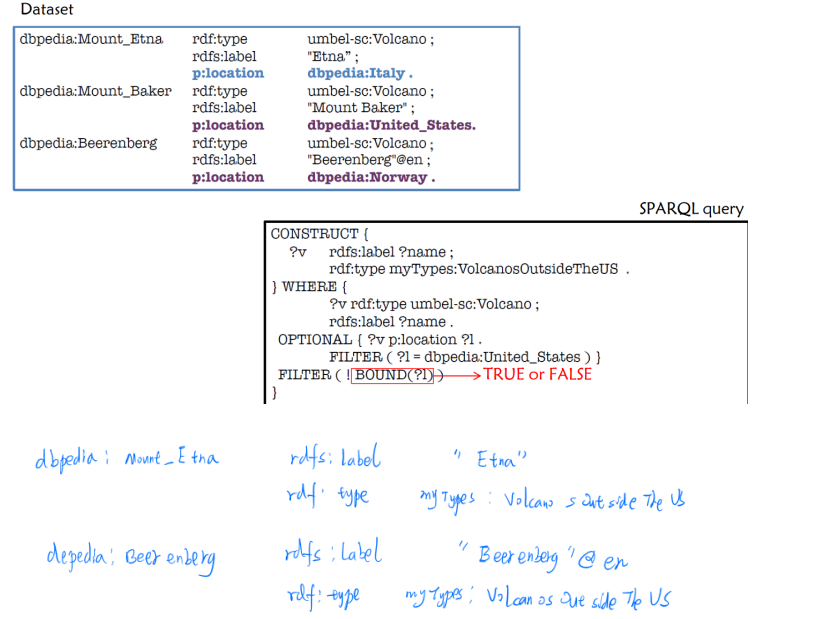 Dataset
dbpedia:Mount_Etna rdf:type umbel-sc:Volcano ;
rdfs:label "Etna" ;
p:location dbpedia:Italy .
dbpedia:Mount_Baker rdf:type umbel-sc:Volcano ;
rdfs:label "Mount Baker" ;
p:location dbpedia:United_States.
dbpedia:Beerenberg rdf:type umbel-sc:Volcano ;
rdfs:label "Beerenberg"@en ;
p:location dbpedia:Norway .
SPARQL query
CONSTRUCT {
?v rdfs:label ?name ;
rdf:type myTypes:VolcanosOutsideTheUS .
} WHERE {
?v rdf:type umbel-sc:Volcano ;
rdfs:label ?name .
OPTIONAL { ?v p:location ?l .
FILTER ( ?l = dbpedia:United_States ) }
FILTER ( ! BOUND(?l) ) TRUE or FALSE
}
dbpedia: Mount_Etna rdfs: label "Etna"
rdf: type myTypes: Volcanos Outside The US
depedia: Beerenberg rdfs: Label "Beerenberg"@en
rdf: type myTypes: Volcanos Outside The US